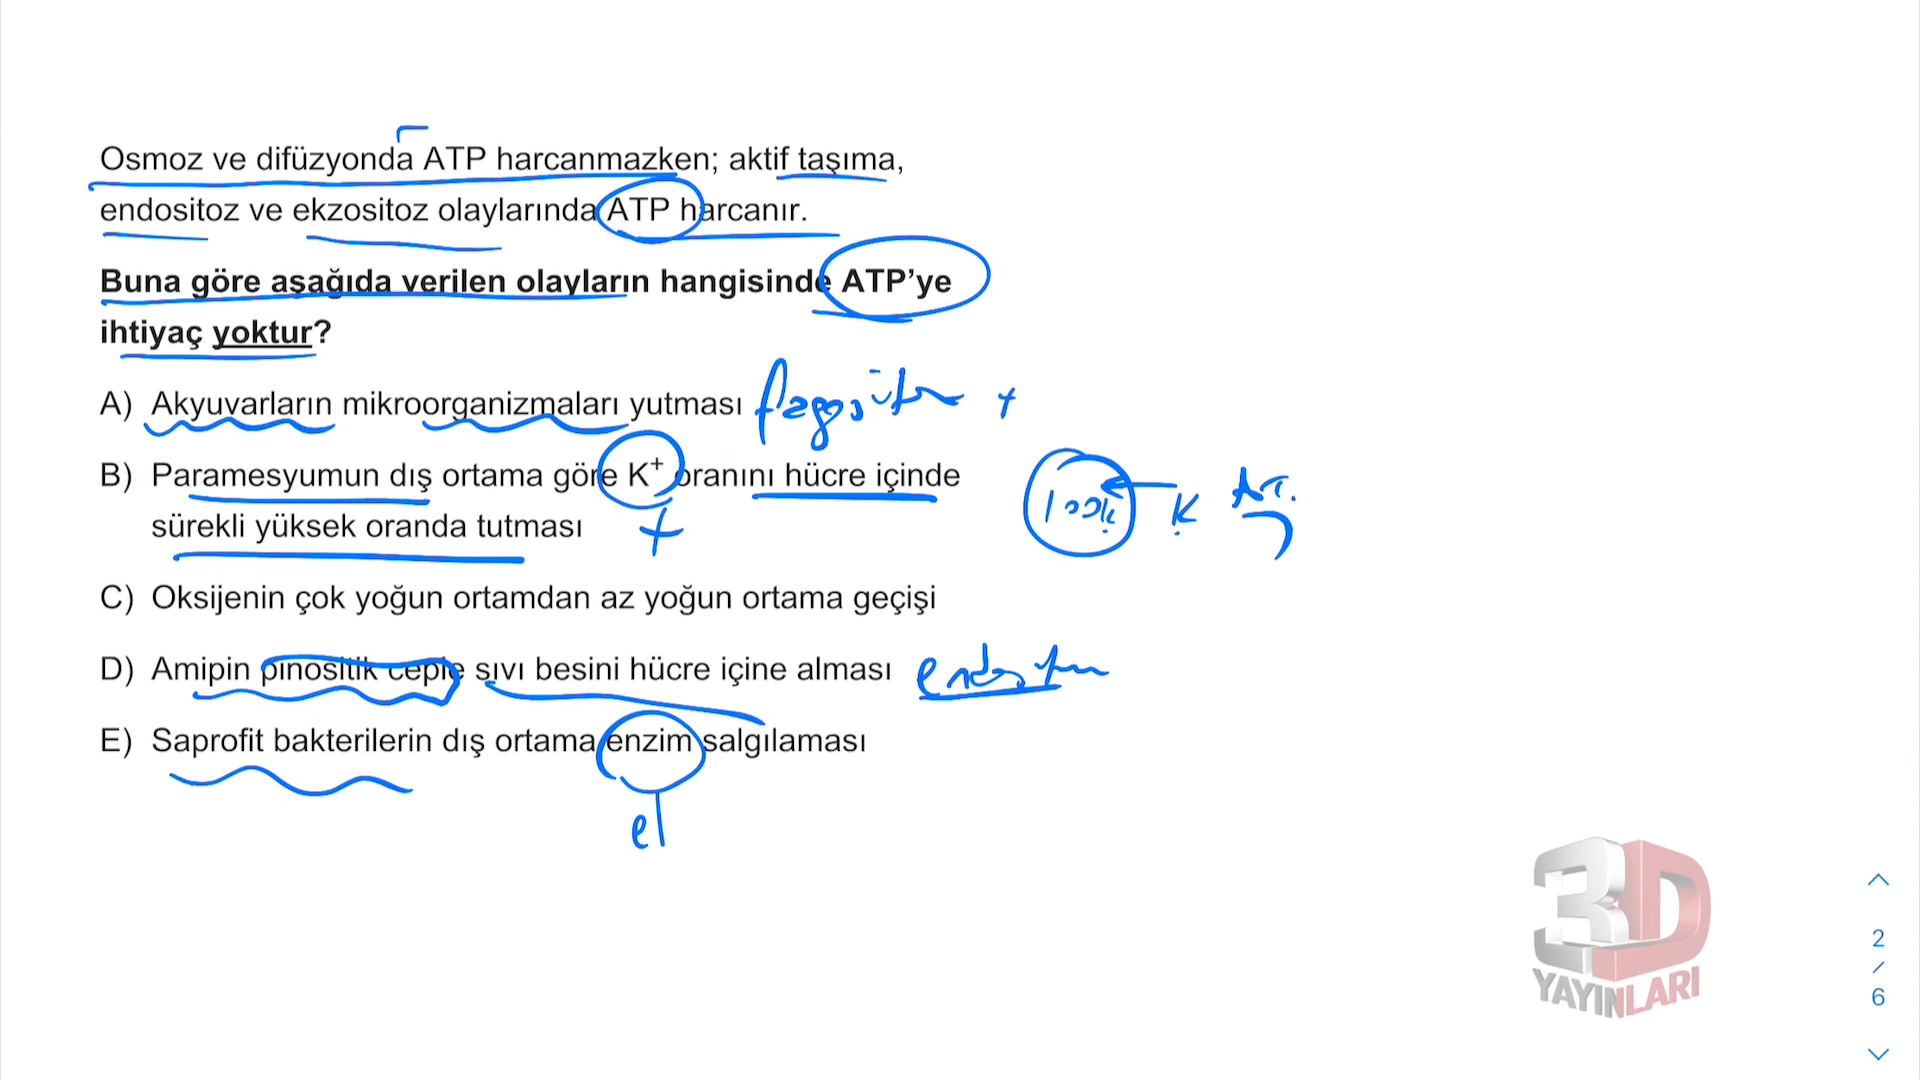 Osmoz ve difüzyonda ATP harcanmazken; aktif taşıma,
endositoz ve ekzositoz olaylarında ATP harcanır.
Buna göre aşağıda verilen olayların hangisinde ATP'ye
ihtiyaç yoktur?
A) Akyuvarların mikroorganizmaları yutması +
B) Paramesyumun dış ortama göre K+ oranını hücre içinde
sürekli yüksek oranda tutması +
100K K A.T.
C) Oksijenin çok yoğun ortamdan az yoğun ortama geçişi
D) Amipin pinositik ceple sıvı besini hücre içine alması
E) Saprofit bakterilerin dış ortama enzim salgılaması
3D
YAYINLARI
2
/
6